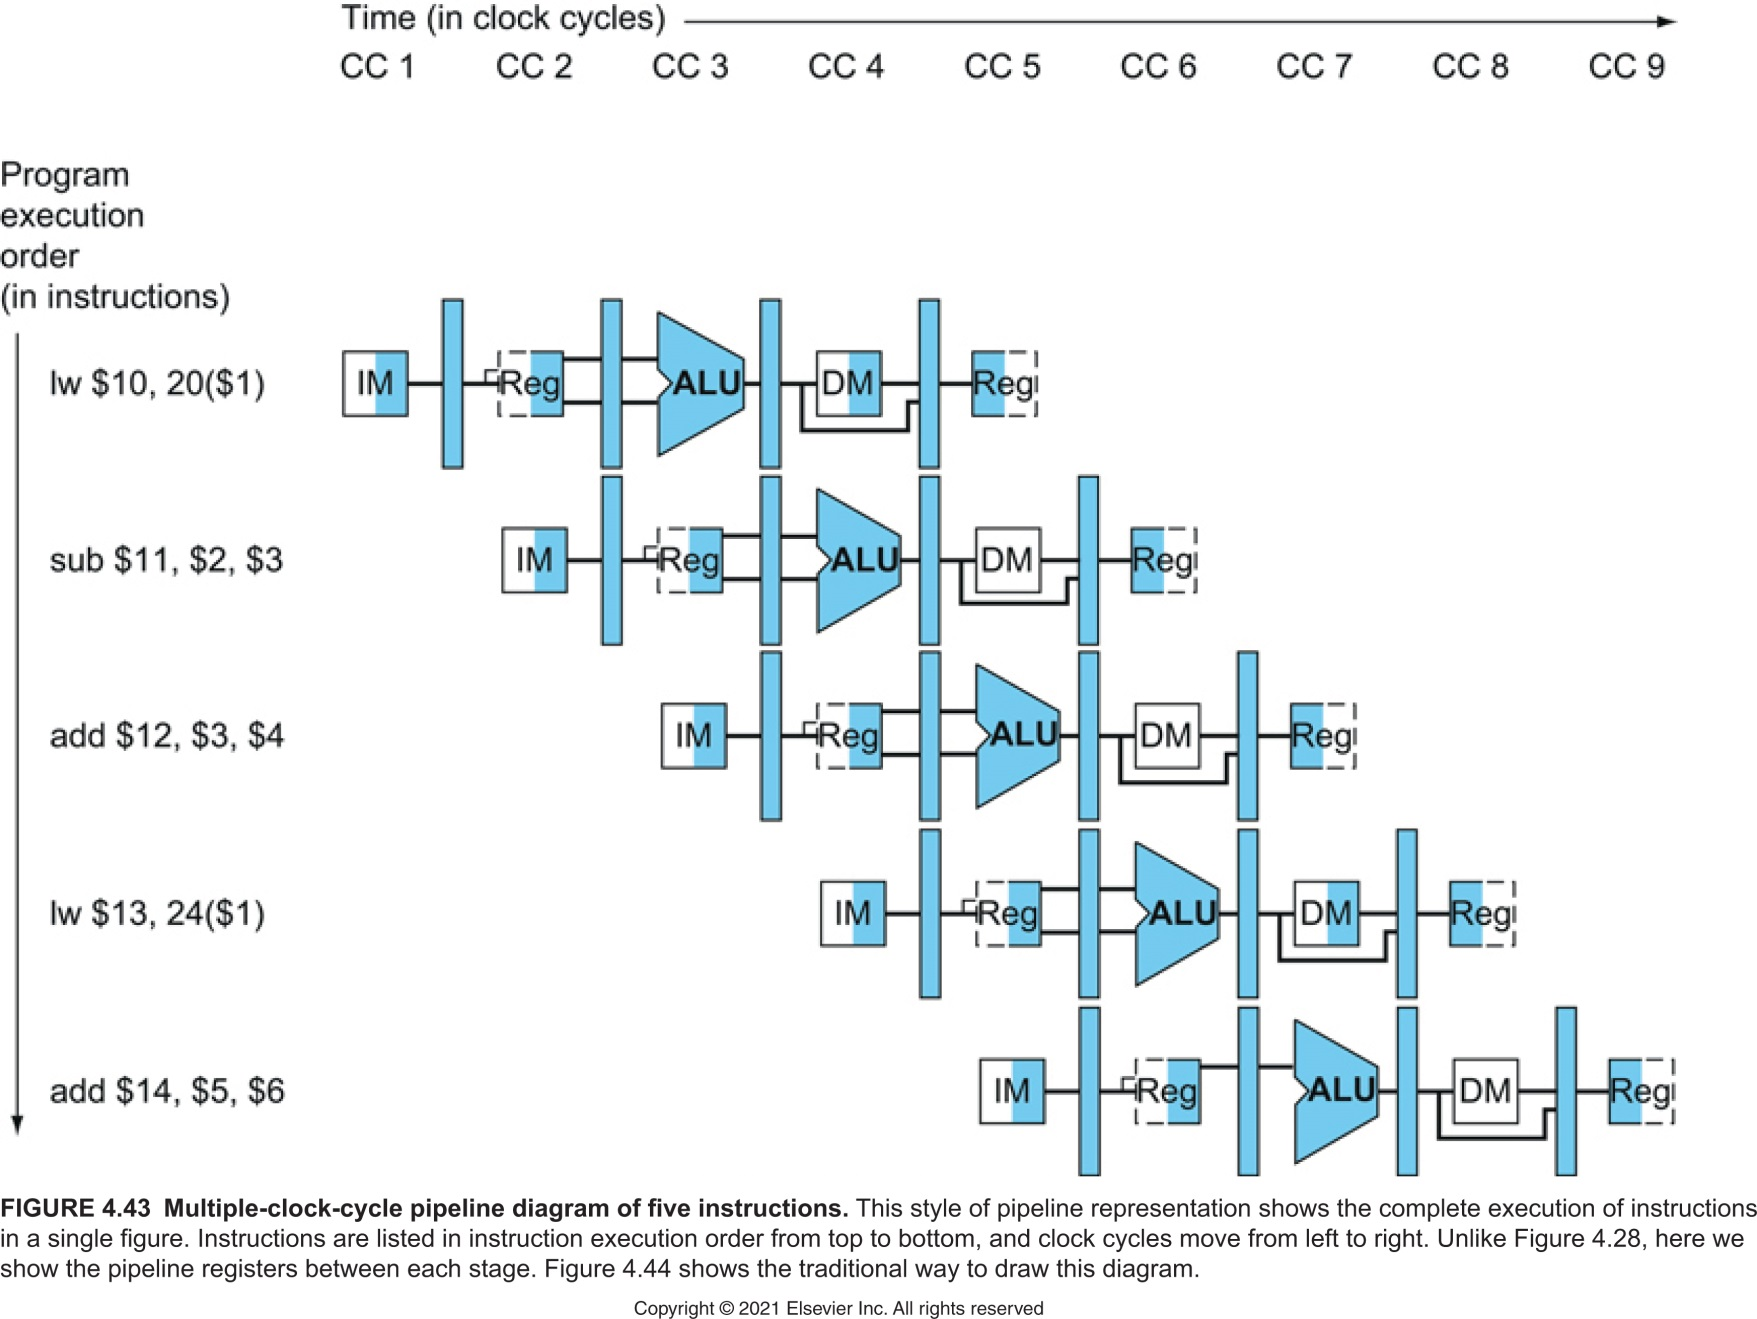 Time (in clock cycles)
CC 1 CC 2 CC 3 CC 4 CC 5 CC 6 CC 7 CC 8 CC 9
Program
execution
order
(in instructions)
lw $10, 20($1) IM Reg ALU DM Reg
sub $11, $2, $3 IM Reg ALU DM Reg
add $12, $3, $4 IM Reg ALU DM Reg
lw $13, 24($1) IM Reg ALU DM Reg
add $14, $5, $6 IM Reg ALU DM Reg
FIGURE 4.43 Multiple-clock-cycle pipeline diagram of five instructions. This style of pipeline representation shows the complete execution of instructions
in a single figure. Instructions are listed in instruction execution order from top to bottom, and clock cycles move from left to right. Unlike Figure 4.28, here we
show the pipeline registers between each stage. Figure 4.44 shows the traditional way to draw this diagram.
Copyright © 2021 Elsevier Inc. All rights reserved